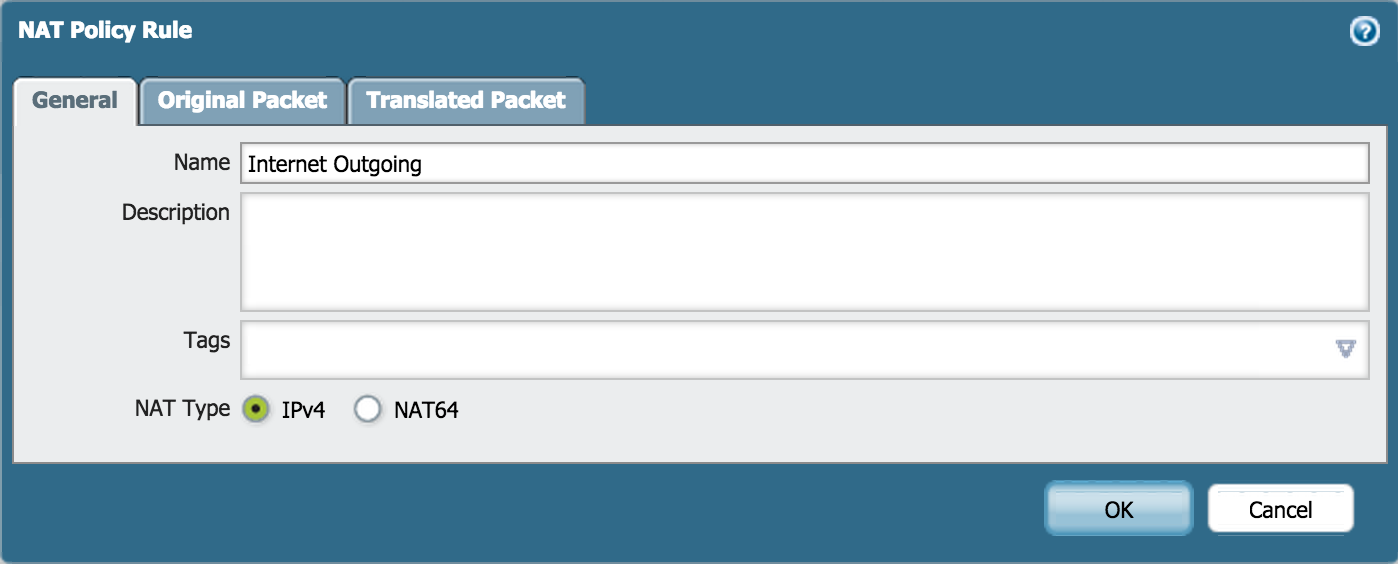 NAT Policy Rule
?
General Original Packet Translated Packet
Name Internet Outgoing
Description
Tags
NAT Type IPv4 NAT64
OK Cancel